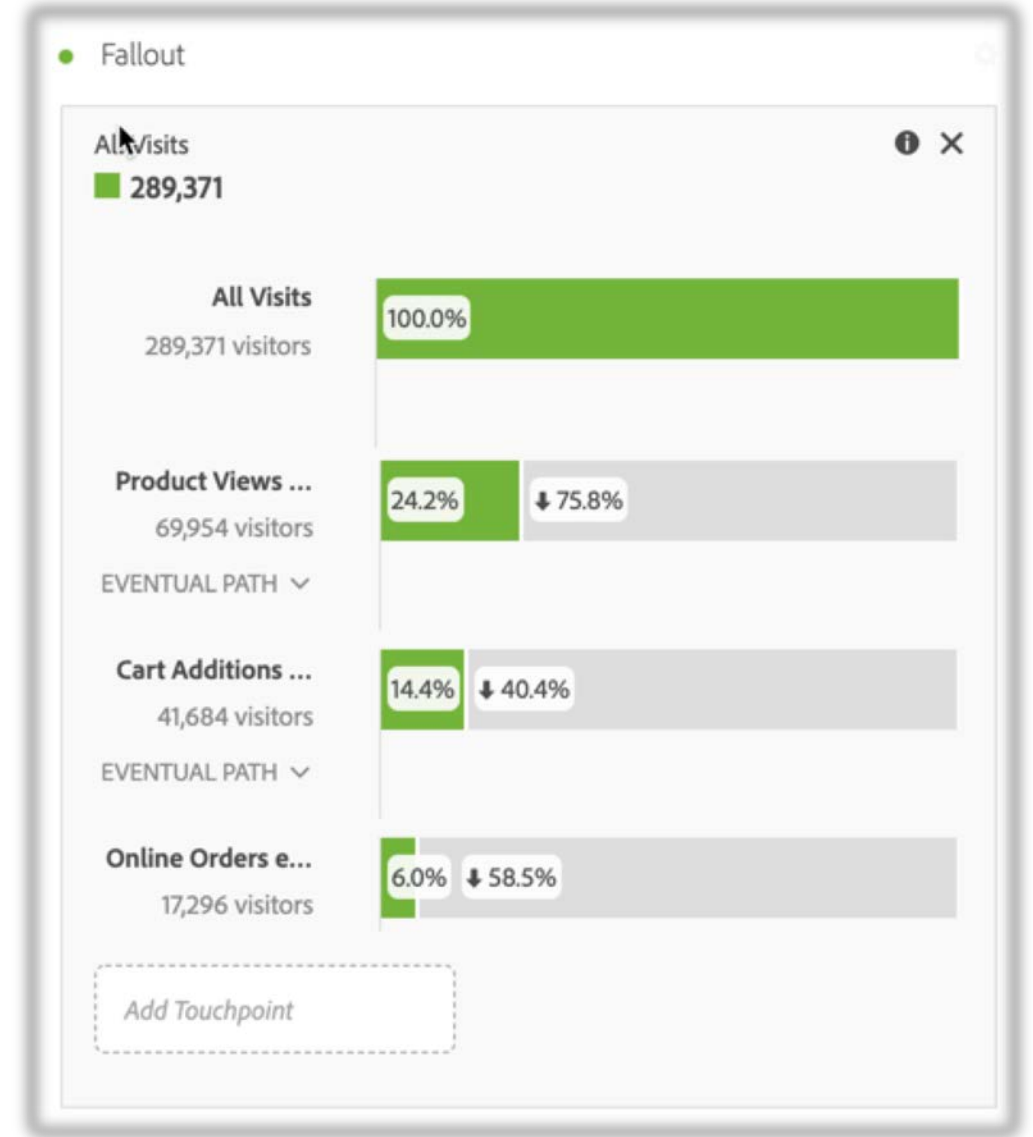 Fallout
All Visits
289,371
All Visits
289,371 visitors
100.0%
Product Views ...
69,954 visitors
EVENTUAL PATH
24.2%
75.8%
Cart Additions ...
41,684 visitors
EVENTUAL PATH
14.4%
40.4%
Online Orders e...
17,296 visitors
6.0%
58.5%
Add Touchpoint